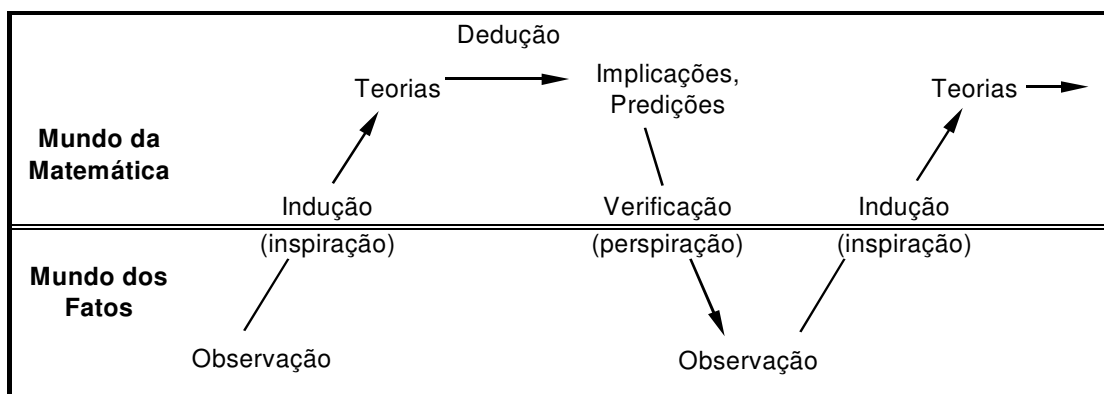 Dedução
Teorias
Implicações,
Predições
Teorias
Mundo da
Matemática
Indução
Verificação
Indução
(inspiração)
(perspiração)
(inspiração)
Mundo dos
Fatos
Observação
Observação